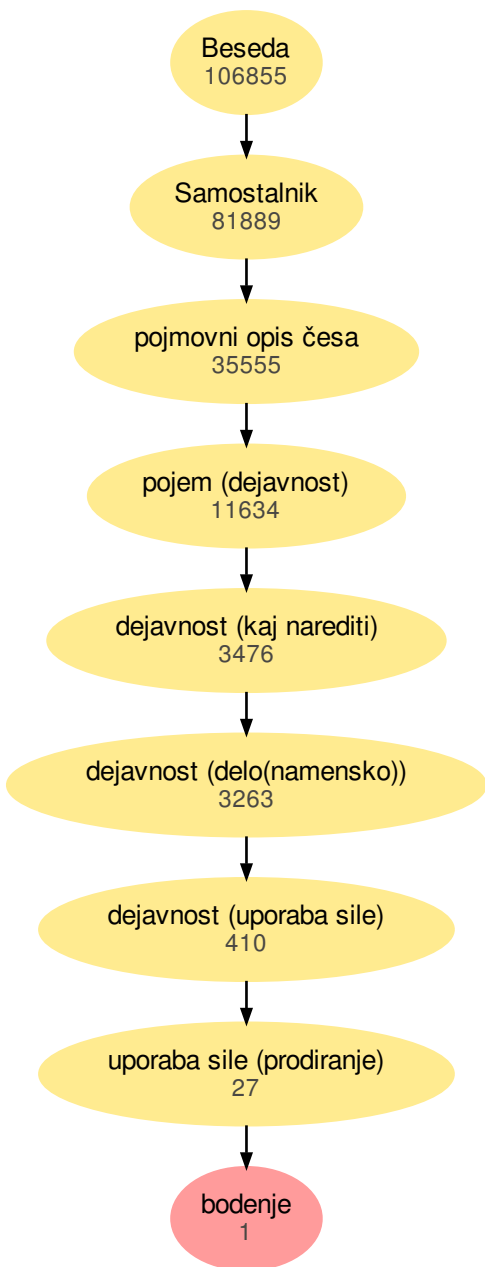 Beseda
106855
Samostalnik
81889
pojmovni opis česa
35555
pojem (dejavnost)
11634
dejavnost (kaj narediti)
3476
dejavnost (delo(namensko))
3263
dejavnost (uporaba sile)
410
uporaba sile (prodiranje)
27
bodenje
1